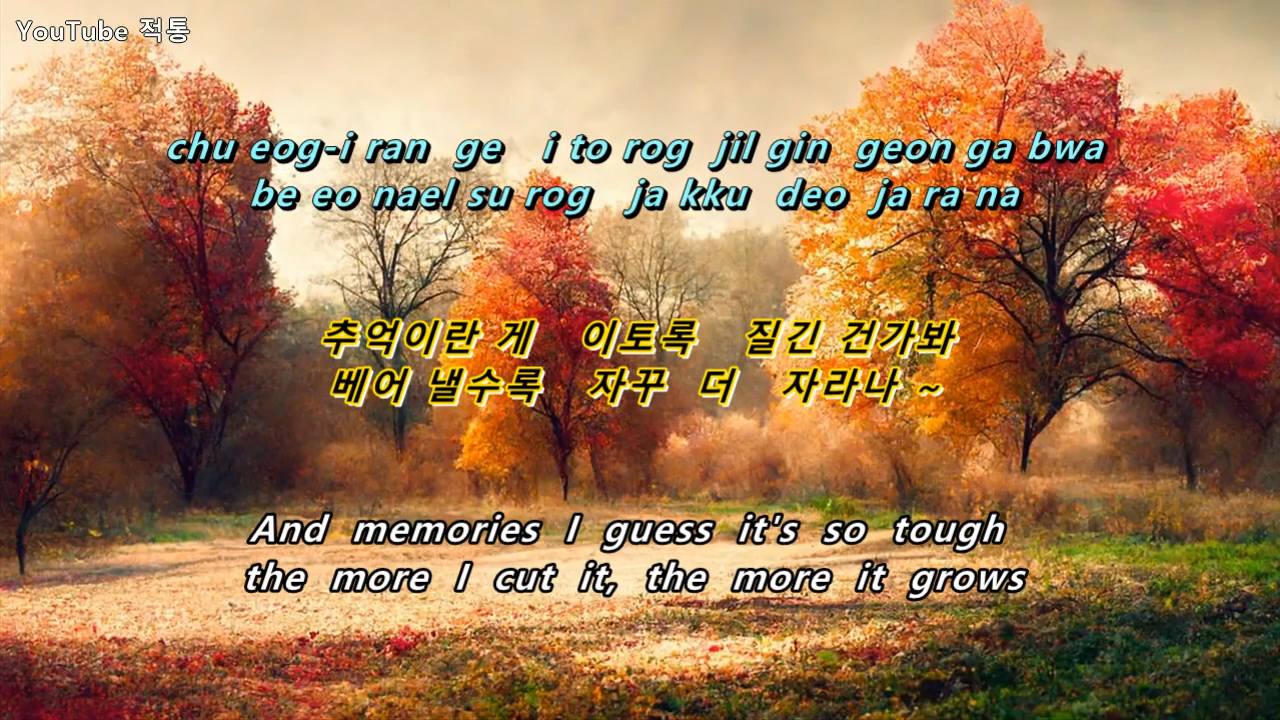 YouTube 적통
chu eog-i ran ge i to rog jil gin geon ga bwa
be eo nael su rog ja kku deo ja ra na
추억이란 게 이토록 질긴 건가봐
베어 낼수록 자꾸 더 자라나 ~
And memories I guess it's so tough
the more I cut it, the more it grows